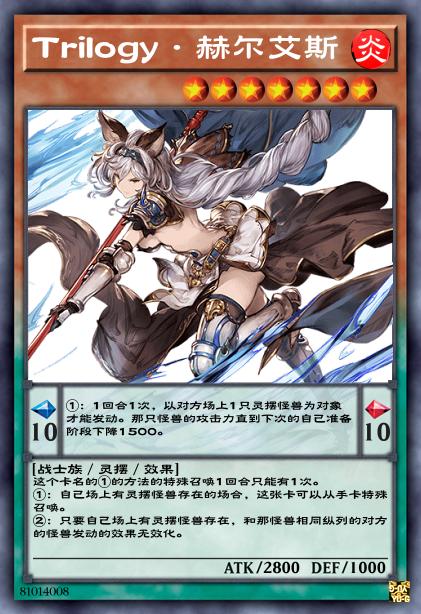 Trilogy・赫尔艾斯 炎
①：1回合1次，以对方场上1只灵摆怪兽为对象
才能发动。那只怪兽的攻击力直到下次的自己准备
阶段下降1500。
10 10
[战士族 / 灵摆 / 效果]
这个卡名的①的方法的特殊召唤1回合只能有1次。
①：自己场上有灵摆怪兽存在的场合，这张卡可以从手卡特殊
召唤。
②：只要自己场上有灵摆怪兽存在，和那怪兽相同纵列的对方
的怪兽发动的效果无效化。
ATK/2800 DEF/1000
81014008